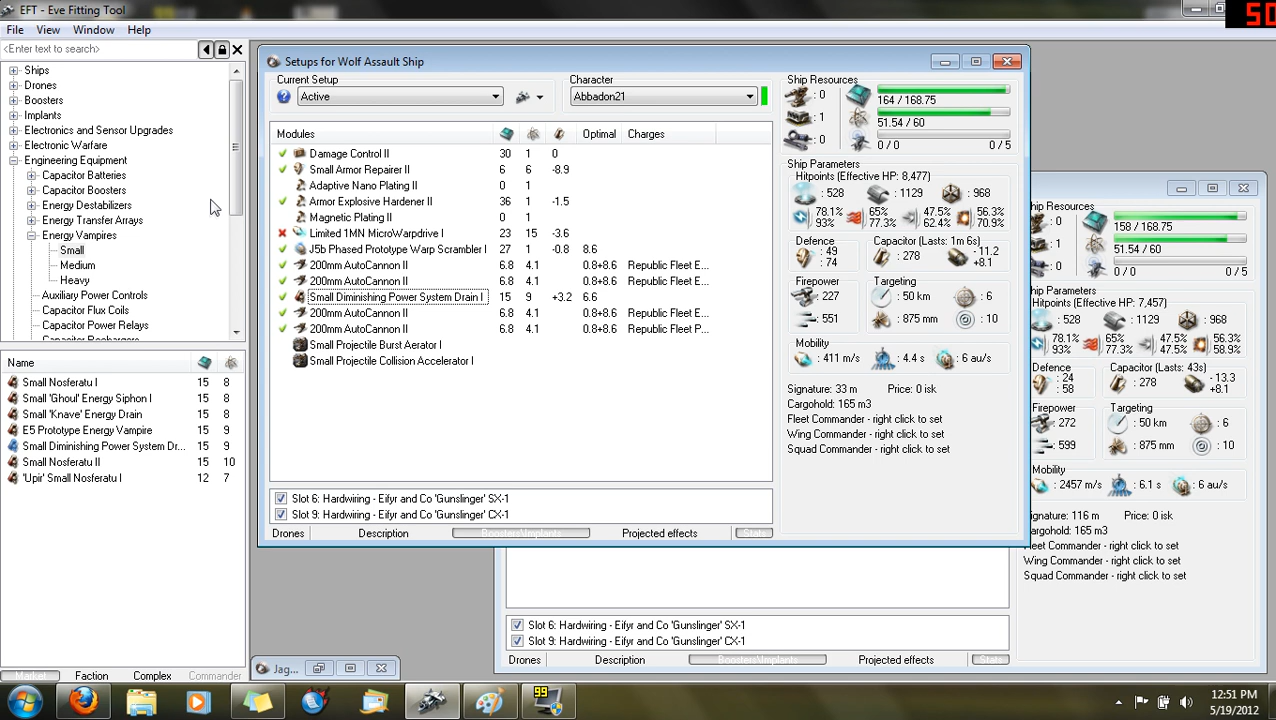 EFT - Eve Fitting Tool
50
File View Window Help
<Enter text to search>
Ships
Drones
Boosters
Implants
Electronics and Sensor Upgrades
Electronic Warfare
Engineering Equipment
Capacitor Batteries
Capacitor Boosters
Energy Destabilizers
Energy Transfer Arrays
Energy Vampires
Small
Medium
Heavy
Auxiliary Power Controls
Capacitor Flux Coils
Capacitor Power Relays
Capacitor Rechargers
Name
Small Nosferatu I 15 8
Small 'Ghoul' Energy Siphon I 15 8
Small 'Knave' Energy Drain 15 8
E5 Prototype Energy Vampire 15 9
Small Diminishing Power System Dr... 15 9
Small Nosferatu II 15 10
'Upir' Small Nosferatu I 12 7
Market Faction Complex Commander
Setups for Wolf Assault Ship
Current Setup
Active
Character
Abbadon21
Modules Optimal Charges
Damage Control II 30 1 0
Small Armor Repairer II 6 6 -8.9
Adaptive Nano Plating II 0 1
Armor Explosive Hardener II 36 1 -1.5
Magnetic Plating II 0 1
Limited 1MN MicroWarpdrive I 23 15 -3.6
J5b Phased Prototype Warp Scrambler I 27 1 -0.8 8.6
200mm AutoCannon II 6.8 4.1 0.8+8.6 Republic Fleet E...
200mm AutoCannon II 6.8 4.1 0.8+8.6 Republic Fleet E...
Small Diminishing Power System Drain I 15 9 +3.2 6.6
200mm AutoCannon II 6.8 4.1 0.8+8.6 Republic Fleet E...
200mm AutoCannon II 6.8 4.1 0.8+8.6 Republic Fleet P...
Small Projectile Burst Aerator I
Small Projectile Collision Accelerator I
Slot 6: Hardwiring - Eifyr and Co 'Gunslinger' SX-1
Slot 9: Hardwiring - Eifyr and Co 'Gunslinger' CX-1
Drones Description Boosters\Implants Projected effects Stats
Ship Resources
: 0
: 1
: 0
164 / 168.75
51.54 / 60
0 / 0 0 / 5
Ship Parameters
Hitpoints (Effective HP: 8,477)
: 528 : 1129 : 968
78.1% 65% 47.5% 56.3%
93% 77.3% 62.4% 70.9%
Defence
: 49
: 74
Capacitor (Lasts: 1m 6s)
: 278 : -11.2
+8.1
Firepower
: 227
: 551
Targeting
: 50 km : 6
: 875 mm : 10
Mobility
: 411 m/s : 4.4 s : 6 au/s
Signature: 33 m Price: 0 isk
Cargohold: 165 m3
Fleet Commander - right click to set
Wing Commander - right click to set
Squad Commander - right click to set
Ship Resources
: 0
: 1
: 0
158 / 168.75
51.54 / 60
0 / 0 0 / 5
hip Parameters
Hitpoints (Effective HP: 7,457)
: 528 : 1129 : 968
78.1% 65% 47.5% 56.3%
93% 77.3% 47.5% 58.9%
Defence
: 24
: 58
Capacitor (Lasts: 43s)
: 278 : -13.3
+8.1
Firepower
: 272
: 599
Targeting
: 50 km : 6
: 875 mm : 10
Mobility
: 2457 m/s : 6.1 s : 6 au/s
Signature: 116 m Price: 0 isk
Cargohold: 165 m3
Fleet Commander - right click to set
Wing Commander - right click to set
Squad Commander - right click to set
Slot 6: Hardwiring - Eifyr and Co 'Gunslinger' SX-1
Slot 9: Hardwiring - Eifyr and Co 'Gunslinger' CX-1
Drones Description Boosters\Implants Projected effects Stats
Jag...
99
12:51 PM
5/19/2012